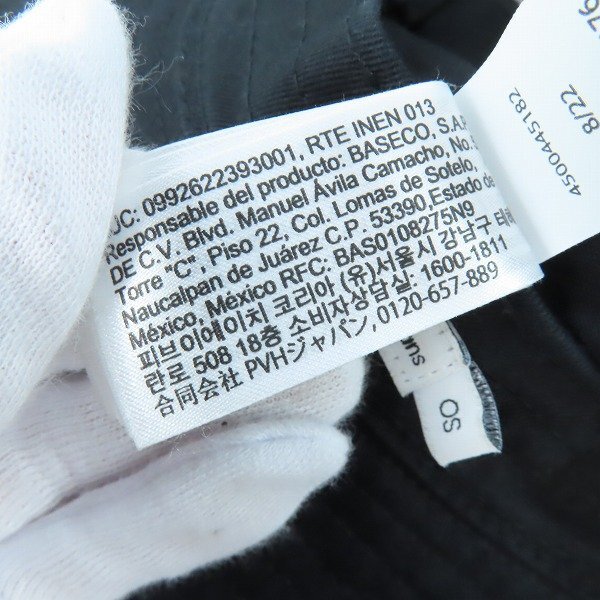 UC: 0992622393001, RTE INEN 013
Responsable del producto: BASECO, S.A.P.
DE C.V. Blvd. Manuel Ávila Camacho, No.
Torre "C", Piso 22, Col. Lomas de Sotelo,
Naucalpan de Juárez C.P. 53390, Estado de
México, México RFC: BAS0108275N9
피브이에이치 코리아 (유) 서울시 강남구 테헤
란로 508 18층 소비자상담실: 1600-1811
合同会社 PVHジャパン, 0120-657-889
8/22
4500445182
OS